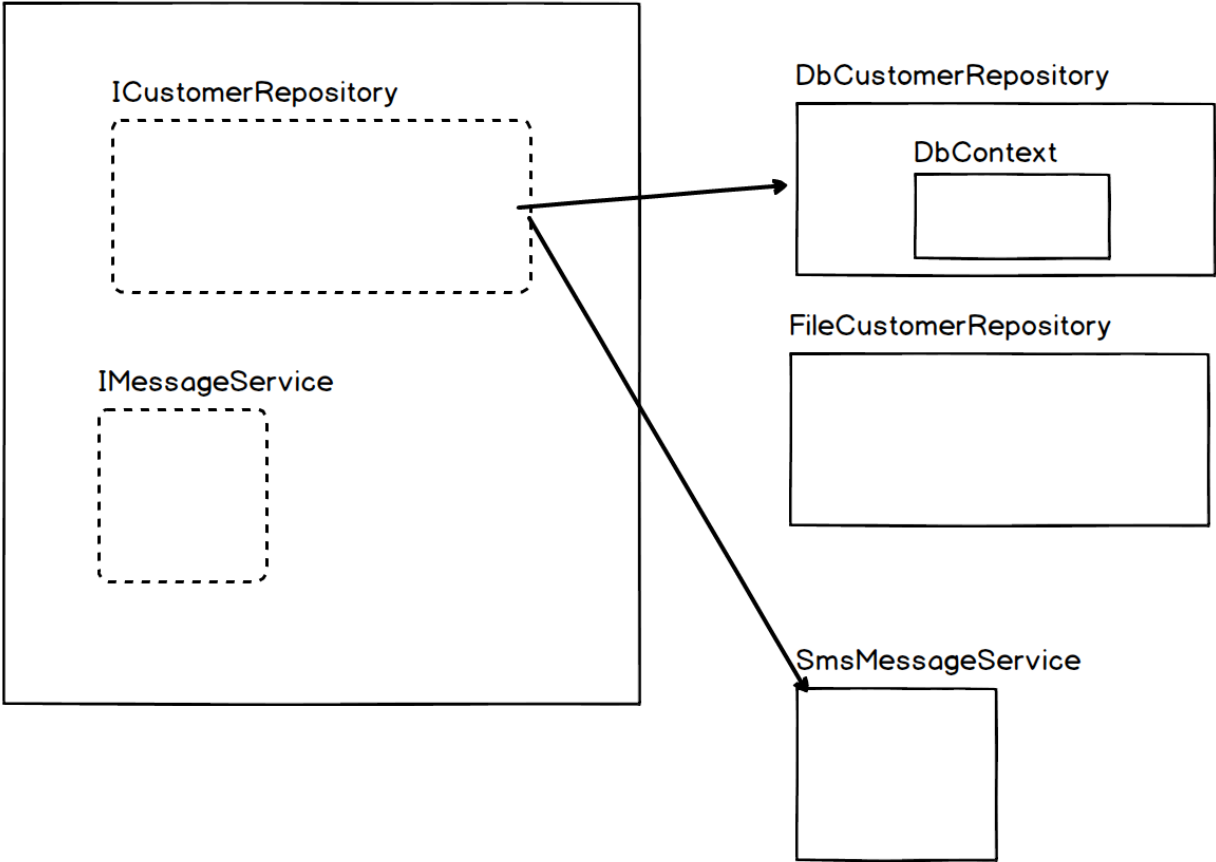 ICustomerRepository
IMessageService
DbCustomerRepository
DbContext
FileCustomerRepository
SmsMessageService